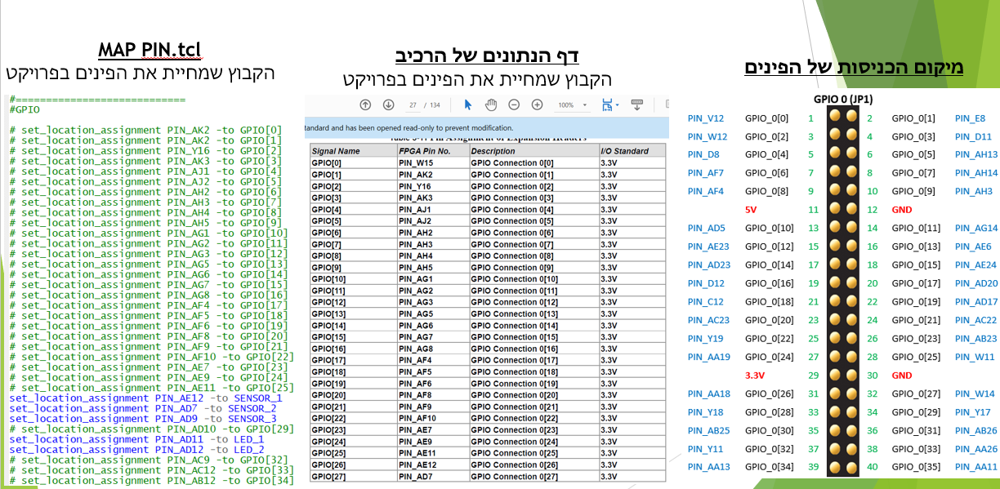 MAP PIN.tcl
הקבוץ שמחיית את הפינים בפרויקט
#============================
#GPIO
# set_location_assignment PIN_AK2 -to GPIO[0]
# set_location_assignment PIN_AK2 -to GPIO[1]
# set_location_assignment PIN_Y16 -to GPIO[2]
# set_location_assignment PIN_AK3 -to GPIO[3]
# set_location_assignment PIN_AJ1 -to GPIO[4]
# set_location_assignment PIN_AJ2 -to GPIO[5]
# set_location_assignment PIN_AH2 -to GPIO[6]
# set_location_assignment PIN_AH3 -to GPIO[7]
# set_location_assignment PIN_AH4 -to GPIO[8]
# set_location_assignment PIN_AH5 -to GPIO[9]
# set_location_assignment PIN_AG1 -to GPIO[10]
# set_location_assignment PIN_AG2 -to GPIO[11]
# set_location_assignment PIN_AG3 -to GPIO[12]
# set_location_assignment PIN_AG5 -to GPIO[13]
# set_location_assignment PIN_AG6 -to GPIO[14]
# set_location_assignment PIN_AG7 -to GPIO[15]
# set_location_assignment PIN_AG8 -to GPIO[16]
# set_location_assignment PIN_AF4 -to GPIO[17]
# set_location_assignment PIN_AF5 -to GPIO[18]
# set_location_assignment PIN_AF6 -to GPIO[19]
# set_location_assignment PIN_AF8 -to GPIO[20]
# set_location_assignment PIN_AF9 -to GPIO[21]
# set_location_assignment PIN_AF10 -to GPIO[22]
# set_location_assignment PIN_AE7 -to GPIO[23]
# set_location_assignment PIN_AE9 -to GPIO[24]
# set_location_assignment PIN_AE11 -to GPIO[25]
set_location_assignment PIN_AE12 -to SENSOR_1
set_location_assignment PIN_AD7 -to SENSOR_2
set_location_assignment PIN_AD9 -to SENSOR_3
# set_location_assignment PIN_AD10 -to GPIO[29]
set_location_assignment PIN_AD11 -to LED_1
set_location_assignment PIN_AD12 -to LED_2
# set_location_assignment PIN_AC9 -to GPIO[32]
# set_location_assignment PIN_AC12 -to GPIO[33]
# set_location_assignment PIN_AB12 -to GPIO[34]
דף הנתונים של הרכיב
הקבוץ שמחיית את הפינים בפרויקט
27 / 134 100%
tandard and has been opened read-only to prevent modification.
Pin Assignment of Expansion Headers
Signal Name FPGA Pin No. Description I/O Standard
GPIO[0] PIN_W15 GPIO Connection 0[0] 3.3V
GPIO[1] PIN_AK2 GPIO Connection 0[1] 3.3V
GPIO[2] PIN_Y16 GPIO Connection 0[2] 3.3V
GPIO[3] PIN_AK3 GPIO Connection 0[3] 3.3V
GPIO[4] PIN_AJ1 GPIO Connection 0[4] 3.3V
GPIO[5] PIN_AJ2 GPIO Connection 0[5] 3.3V
GPIO[6] PIN_AH2 GPIO Connection 0[6] 3.3V
GPIO[7] PIN_AH3 GPIO Connection 0[7] 3.3V
GPIO[8] PIN_AH4 GPIO Connection 0[8] 3.3V
GPIO[9] PIN_AH5 GPIO Connection 0[9] 3.3V
GPIO[10] PIN_AG1 GPIO Connection 0[10] 3.3V
GPIO[11] PIN_AG2 GPIO Connection 0[11] 3.3V
GPIO[12] PIN_AG3 GPIO Connection 0[12] 3.3V
GPIO[13] PIN_AG5 GPIO Connection 0[13] 3.3V
GPIO[14] PIN_AG6 GPIO Connection 0[14] 3.3V
GPIO[15] PIN_AG7 GPIO Connection 0[15] 3.3V
GPIO[16] PIN_AG8 GPIO Connection 0[16] 3.3V
GPIO[17] PIN_AF4 GPIO Connection 0[17] 3.3V
GPIO[18] PIN_AF5 GPIO Connection 0[18] 3.3V
GPIO[19] PIN_AF6 GPIO Connection 0[19] 3.3V
GPIO[20] PIN_AF8 GPIO Connection 0[20] 3.3V
GPIO[21] PIN_AF9 GPIO Connection 0[21] 3.3V
GPIO[22] PIN_AF10 GPIO Connection 0[22] 3.3V
GPIO[23] PIN_AE7 GPIO Connection 0[23] 3.3V
GPIO[24] PIN_AE9 GPIO Connection 0[24] 3.3V
GPIO[25] PIN_AE11 GPIO Connection 0[25] 3.3V
GPIO[26] PIN_AE12 GPIO Connection 0[26] 3.3V
GPIO[27] PIN_AD7 GPIO Connection 0[27] 3.3V
מיקום הכניסות של הפינים
GPIO 0 (JP1)
PIN_V12 GPIO_0[0] 1 2 GPIO_0[1] PIN_E8
PIN_W12 GPIO_0[2] 3 4 GPIO_0[3] PIN_D11
PIN_D8 GPIO_0[4] 5 6 GPIO_0[5] PIN_AH13
PIN_AF7 GPIO_0[6] 7 8 GPIO_0[7] PIN_AH14
PIN_AF4 GPIO_0[8] 9 10 GPIO_0[9] PIN_AH3
5V 11 12 GND
PIN_AD5 GPIO_0[10] 13 14 GPIO_0[11] PIN_AG14
PIN_AE23 GPIO_0[12] 15 16 GPIO_0[13] PIN_AE6
PIN_AD23 GPIO_0[14] 17 18 GPIO_0[15] PIN_AE24
PIN_D12 GPIO_0[16] 19 20 GPIO_0[17] PIN_AD20
PIN_C12 GPIO_0[18] 21 22 GPIO_0[19] PIN_AD17
PIN_AC23 GPIO_0[20] 23 24 GPIO_0[21] PIN_AC22
PIN_Y19 GPIO_0[22] 25 26 GPIO_0[23] PIN_AB23
PIN_AA19 GPIO_0[24] 27 28 GPIO_0[25] PIN_W11
3.3V 29 30 GND
PIN_AA18 GPIO_0[26] 31 32 GPIO_0[27] PIN_W14
PIN_Y18 GPIO_0[28] 33 34 GPIO_0[29] PIN_Y17
PIN_AB25 GPIO_0[30] 35 36 GPIO_0[31] PIN_AB26
PIN_Y11 GPIO_0[32] 37 38 GPIO_0[33] PIN_AA26
PIN_AA13 GPIO_0[34] 39 40 GPIO_0[35] PIN_AA11